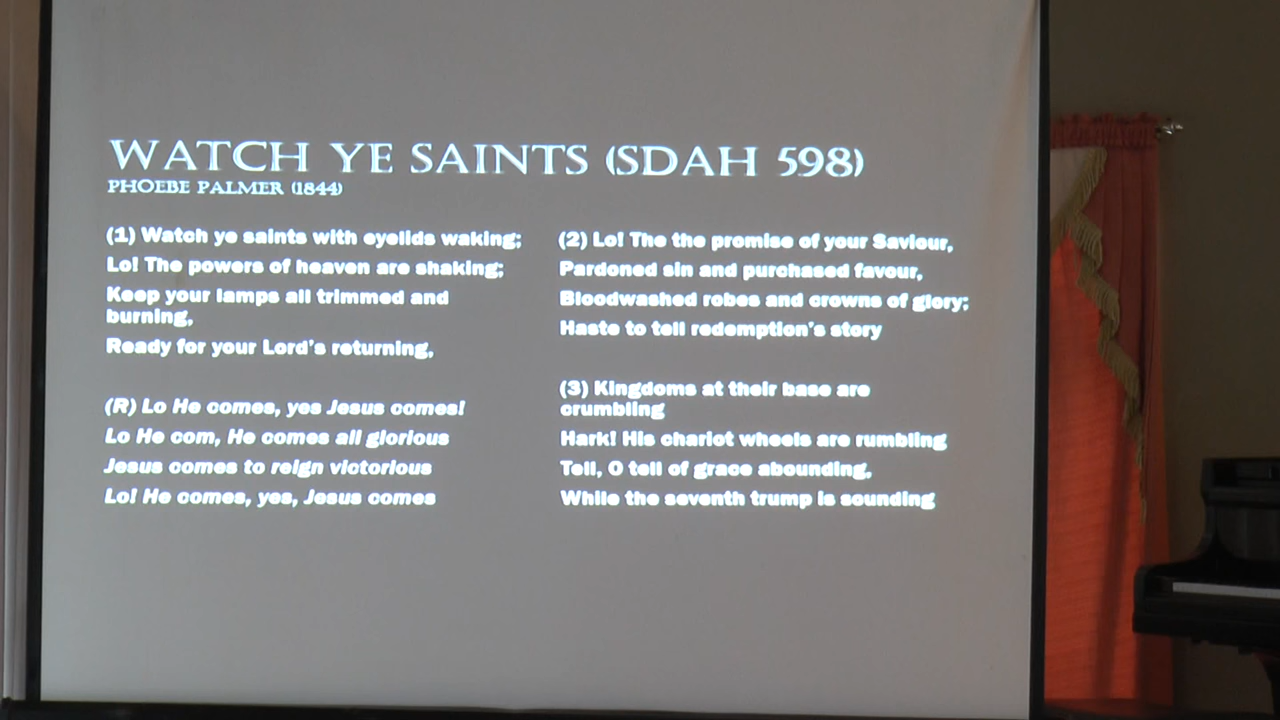 WATCH YE SAINTS (SDAH 598)
PHOEBE PALMER (1844)
(1) Watch ye saints with eyelids waking;
Lo! The powers of heaven are shaking;
Keep your lamps all trimmed and
burning,
Ready for your Lord's returning,
(R) Lo He comes, yes Jesus comes!
Lo He com, He comes all glorious
Jesus comes to reign victorious
Lo! He comes, yes, Jesus comes
(2) Lo! The the promise of your Saviour,
Pardoned sin and purchased favour,
Bloodwashed robes and crowns of glory;
Haste to tell redemption's story
(3) Kingdoms at their base are
crumbling
Hark! His chariot wheels are rumbling
Tell, O tell of grace abounding,
While the seventh trump is sounding